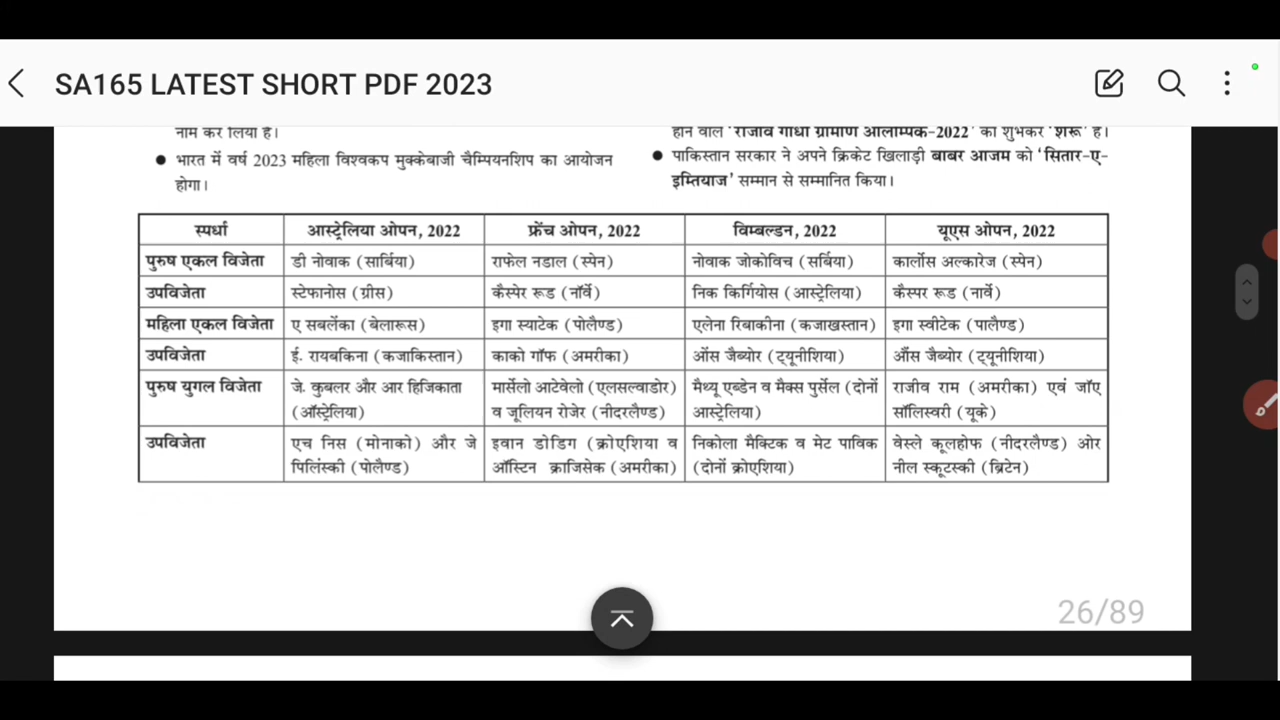 SA165 LATEST SHORT PDF 2023
नाम कर लिया है।
● भारत में वर्ष 2023 महिला विश्वकप मुक्केबाजी चैम्पियनशिप का आयोजन
होगा।
होने वाले 'राजीव गांधी ग्रामीण ओलम्पिक-2022' का शुभंकर 'शेरू' है।
● पाकिस्तान सरकार ने अपने क्रिकेट खिलाड़ी बाबर आजम को 'सितार-ए-
इम्तियाज' सम्मान से सम्मानित किया।
स्पर्धा आस्ट्रेलिया ओपन, 2022 फ्रेंच ओपन, 2022 विम्बल्डन, 2022 यूएस ओपन, 2022
पुरुष एकल विजेता डी नोवाक (सार्बिया) राफेल नडाल (स्पेन) नोवाक जोकोविच (सर्बिया) कार्लोस अल्कारेज (स्पेन)
उपविजेता स्टेफानोस (ग्रीस) कैस्पेर रूड (नॉर्वे) निक किर्गियोस (आस्ट्रेलिया) कैस्पर रूड (नार्वे)
महिला एकल विजेता ए सबलेंका (बेलारूस) इगा स्याटेक (पोलैण्ड) एलेना रिबाकीना (कजाखस्तान) इगा स्वीटेक (पालैण्ड)
उपविजेता ई. रायबकिना (कजाकिस्तान) काको गॉफ (अमरीका) ओंस जैब्योर (ट्यूनीशिया) औंस जैब्योर (ट्यूनीशिया)
पुरुष युगल विजेता जे. कुबलर और आर हिजिकाता मार्सेलो आटेवेलो (एलसल्वाडोर) मैथ्यू एब्डेन व मैक्स पुर्सेल (दोनों राजीव राम (अमरीका) एवं जॉए
(ऑस्ट्रेलिया) व जूलियन रोजेर (नीदरलैण्ड) आस्ट्रेलिया) सॉलिस्वरी (यूके)
उपविजेता एच निस (मोनाको) और जे इवान डोडिग (क्रोएशिया व निकोला मैक्टिक व मेट पाविक वेस्ले कूलहोफ (नीदरलैण्ड) ओर
पिलिंस्की (पोलैण्ड) ऑस्टिन क्राजिसेक (अमरीका) (दोनों क्रोएशिया) नील स्कूटस्की (ब्रिटेन)
26/89